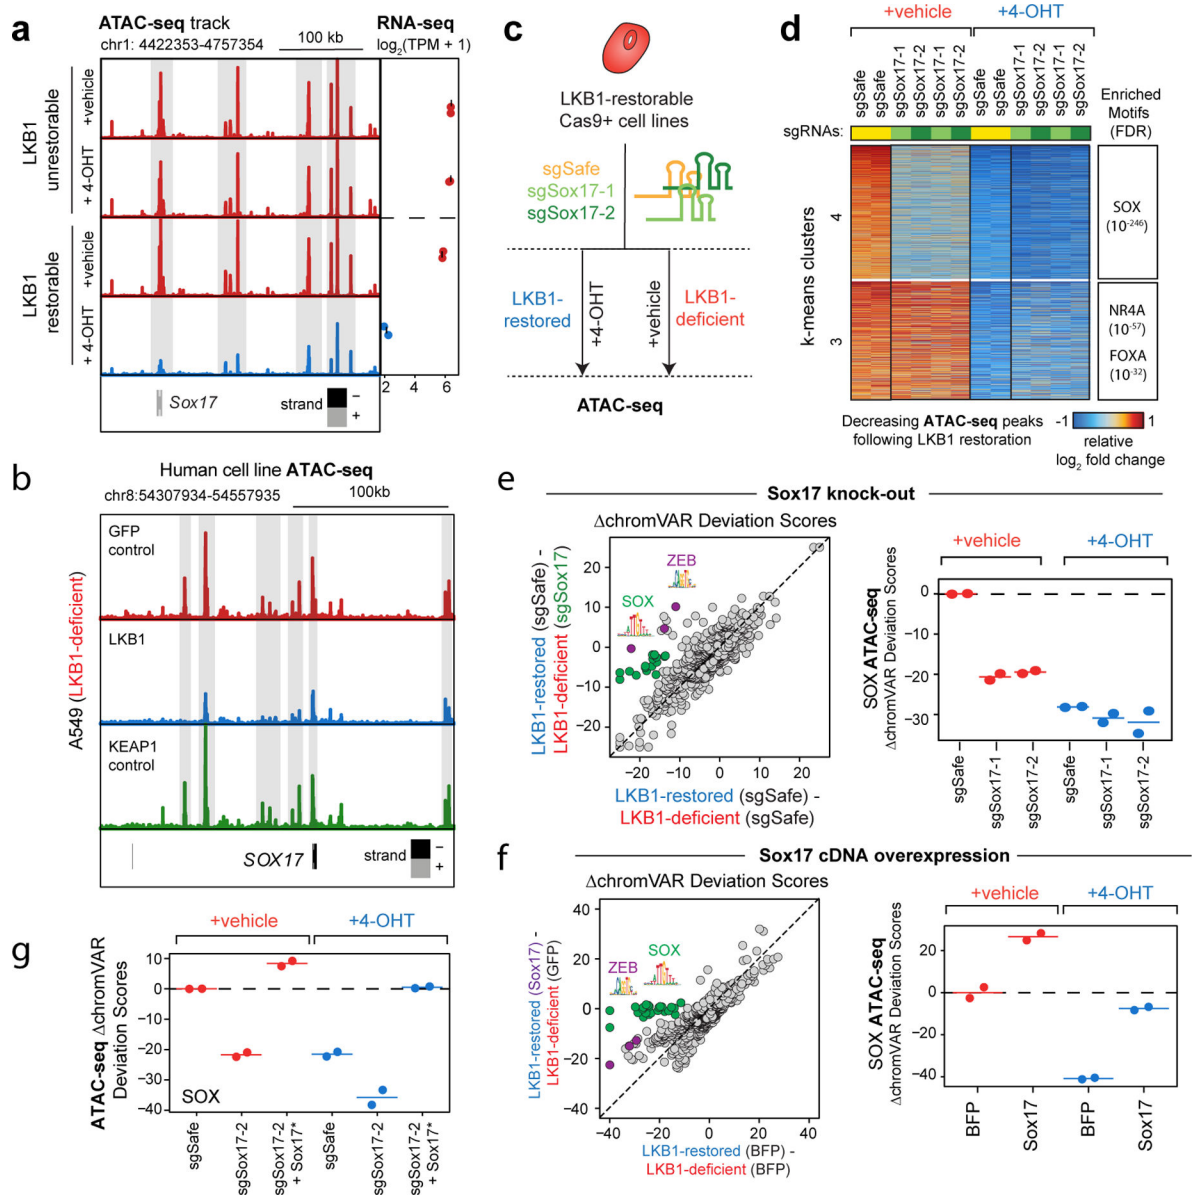 a
ATAC-seq track
chr1: 4422353-4757354
100 kb
RNA-seq
log2(TPM + 1)
LKB1
unrestorable
+vehicle
+ 4-OHT
LKB1
restorable
+vehicle
+ 4-OHT
Sox17
strand
−
+
2
4
6
b
Human cell line ATAC-seq
chr8:54307934-54557935
100kb
A549 (LKB1-deficient)
GFP
control
LKB1
KEAP1
control
SOX17
strand
−
+
c
LKB1-restorable
Cas9+ cell lines
sgSafe
sgSox17-1
sgSox17-2
LKB1-
restored
+4-OHT
+vehicle
LKB1-
deficient
ATAC-seq
d
+vehicle
+4-OHT
sgSafe
sgSafe
sgSox17-1
sgSox17-2
sgSox17-1
sgSox17-2
sgSafe
sgSafe
sgSox17-1
sgSox17-2
sgSox17-1
sgSox17-2
Enriched
Motifs
(FDR)
sgRNAs:
k-means clusters
4
3
SOX
(10-246)
NR4A
(10-57)
FOXA
(10-32)
Decreasing ATAC-seq peaks
following LKB1 restoration
-1
1
relative
log2 fold change
e
Sox17 knock-out
ΔchromVAR Deviation Scores
LKB1-restored (sgSafe) -
LKB1-deficient (sgSox17)
20
10
0
−10
−20
ZEB
SOX
−20
−10
0
10
20
LKB1-restored (sgSafe) -
LKB1-deficient (sgSafe)
+vehicle
+4-OHT
SOX ATAC-seq
ΔchromVAR Deviation Scores
0
−10
−20
−30
sgSafe
sgSox17-1
sgSox17-2
sgSafe
sgSox17-1
sgSox17-2
f
Sox17 cDNA overexpression
ΔchromVAR Deviation Scores
LKB1-restored (Sox17) -
LKB1-deficient (GFP)
40
20
0
−20
−40
ZEB
SOX
−40
−20
0
20
40
LKB1-restored (BFP) -
LKB1-deficient (BFP)
+vehicle
+4-OHT
SOX ATAC-seq
ΔchromVAR Deviation Scores
20
0
−20
−40
BFP
Sox17
BFP
Sox17
g
+vehicle
+4-OHT
ATAC-seq ΔchromVAR
Deviation Scores
10
0
−20
−30
−40
SOX
sgSafe
sgSox17-2
sgSox17-2
+ Sox17*
sgSafe
sgSox17-2
sgSox17-2
+ Sox17*